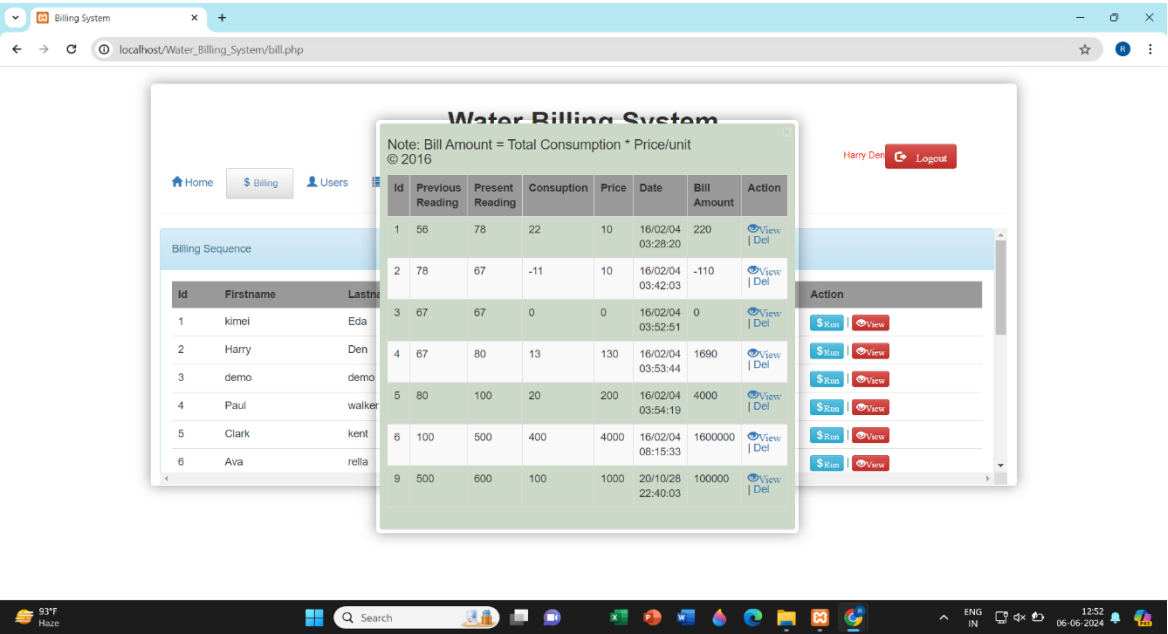 Billing System
localhost/Water_Billing_System/bill.php
R
Water Billing System
Harry Den
Logout
Home
$ Billing
Users
Note: Bill Amount = Total Consumption * Price/unit
© 2016
Id Previous Reading Present Reading Consuption Price Date Bill Amount Action
1 56 78 22 10 16/02/04 03:28:20 220 View | Del
2 78 67 -11 10 16/02/04 03:42:03 -110 View | Del
3 67 67 0 0 16/02/04 03:52:51 0 View | Del
4 67 80 13 130 16/02/04 03:53:44 1690 View | Del
5 80 100 20 200 16/02/04 03:54:19 4000 View | Del
6 100 500 400 4000 16/02/04 08:15:33 1600000 View | Del
9 500 600 100 1000 20/10/28 22:40:03 100000 View | Del
Billing Sequence
Id Firstname Lastna Action
1 kimei Eda $ Run | View
2 Harry Den $ Run | View
3 demo demo $ Run | View
4 Paul walker $ Run | View
5 Clark kent $ Run | View
6 Ava rella $ Run | View
93°F
Haze
Search
ENG
IN
12:52
06-06-2024